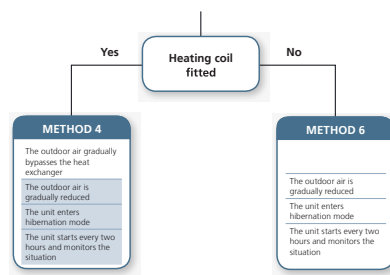 Yes
Heating coil
fitted
No
METHOD 4
The outdoor air gradually
bypasses the heat
exchanger
The outdoor air is
gradually reduced
The unit enters
hibernation mode
The unit starts every two
hours and monitors the
situation
METHOD 6
The outdoor air is
gradually reduced
The unit enters
hibernation mode
The unit starts every two
hours and monitors the
situation